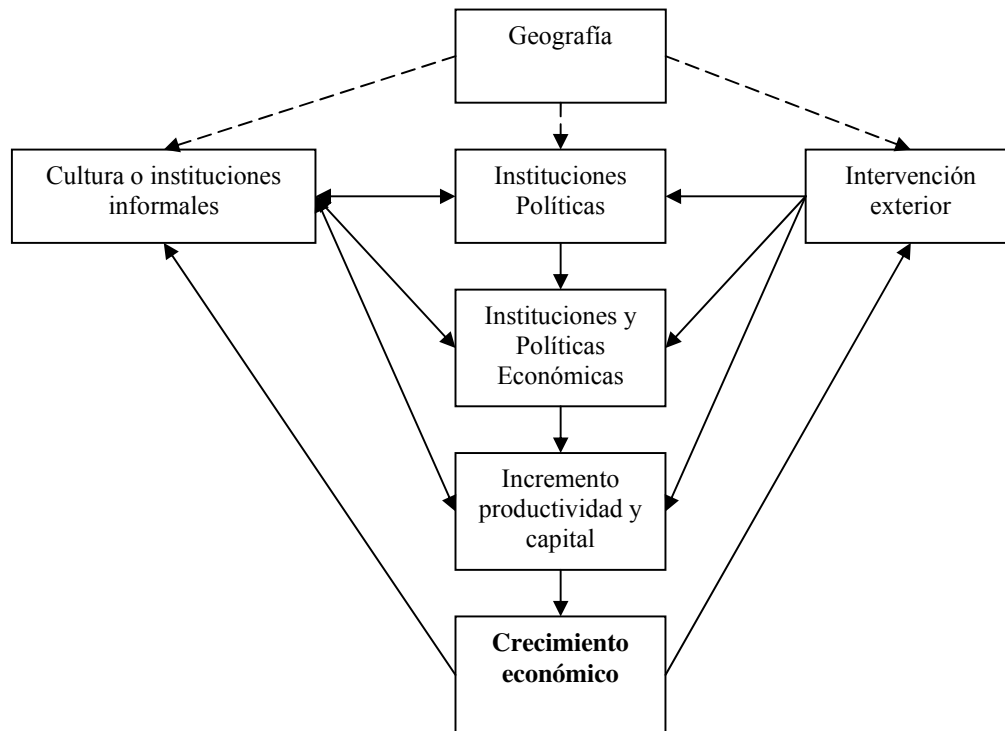 Geografía
Cultura o instituciones
informales
Instituciones
Políticas
Intervención
exterior
Instituciones y
Políticas
Económicas
Incremento
productividad y
capital
Crecimiento
económico